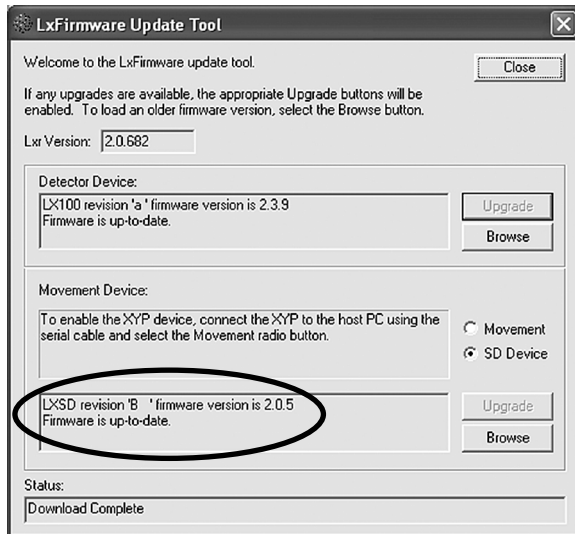 LxFirmware Update Tool
Welcome to the LxFirmware update tool.
Close
If any upgrades are available, the appropriate Upgrade buttons will be
enabled. To load an older firmware version, select the Browse button.
Lxr Version: 2.0.682
Detector Device:
LX100 revision 'a ' firmware version is 2.3.9
Firmware is up-to-date.
Upgrade
Browse
Movement Device:
To enable the XYP device, connect the XYP to the host PC using the
serial cable and select the Movement radio button.
Movement
SD Device
LXSD revision 'B  ' firmware version is 2.0.5
Firmware is up-to-date.
Upgrade
Browse
Status:
Download Complete